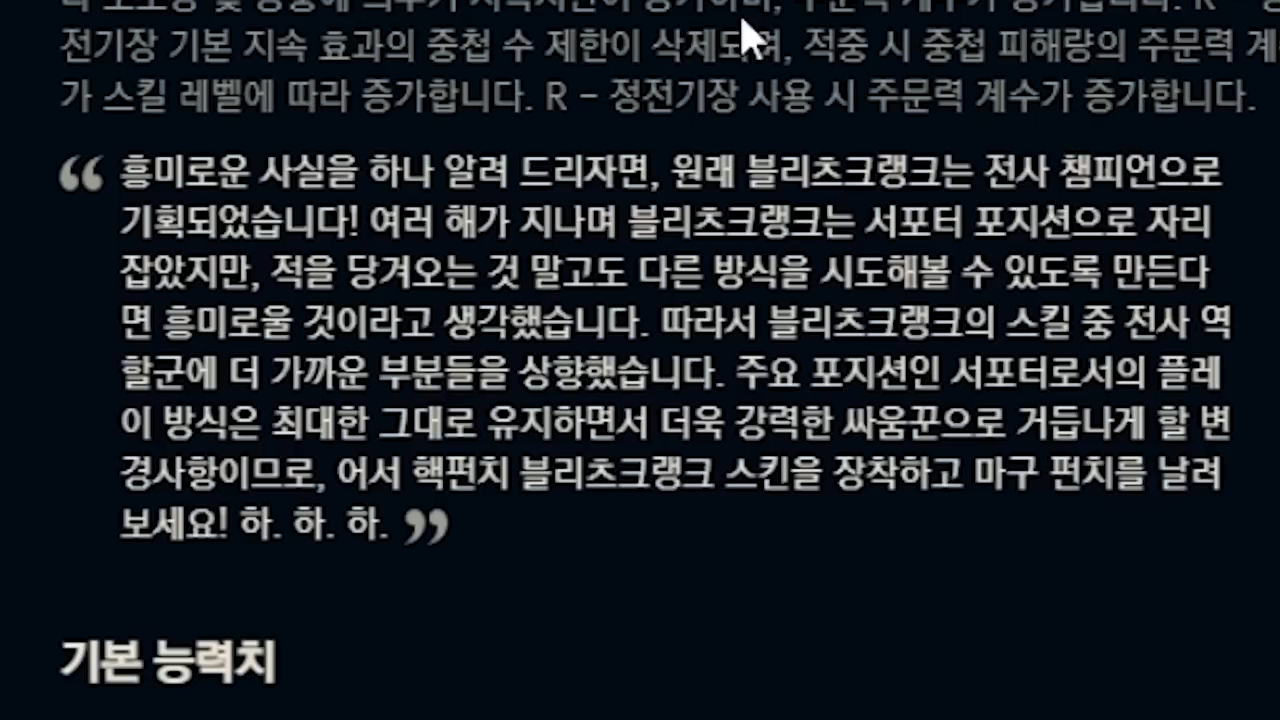 전기장 기본 지속 효과의 중첩 수 제한이 삭제되며, 적중 시 중첩 피해량의 주문력 계
가 스킬 레벨에 따라 증가합니다. R - 정전기장 사용 시 주문력 계수가 증가합니다.
“ 흥미로운 사실을 하나 알려 드리자면, 원래 블리츠크랭크는 전사 챔피언으로
기획되었습니다! 여러 해가 지나며 블리츠크랭크는 서포터 포지션으로 자리
잡았지만, 적을 당겨오는 것 말고도 다른 방식을 시도해볼 수 있도록 만든다
면 흥미로울 것이라고 생각했습니다. 따라서 블리츠크랭크의 스킬 중 전사 역
할군에 더 가까운 부분들을 상향했습니다. 주요 포지션인 서포터로서의 플레
이 방식은 최대한 그대로 유지하면서 더욱 강력한 싸움꾼으로 거듭나게 할 변
경사항이므로, 어서 핵펀치 블리츠크랭크 스킨을 장착하고 마구 펀치를 날려
보세요! 하. 하. 하. ”
기본 능력치